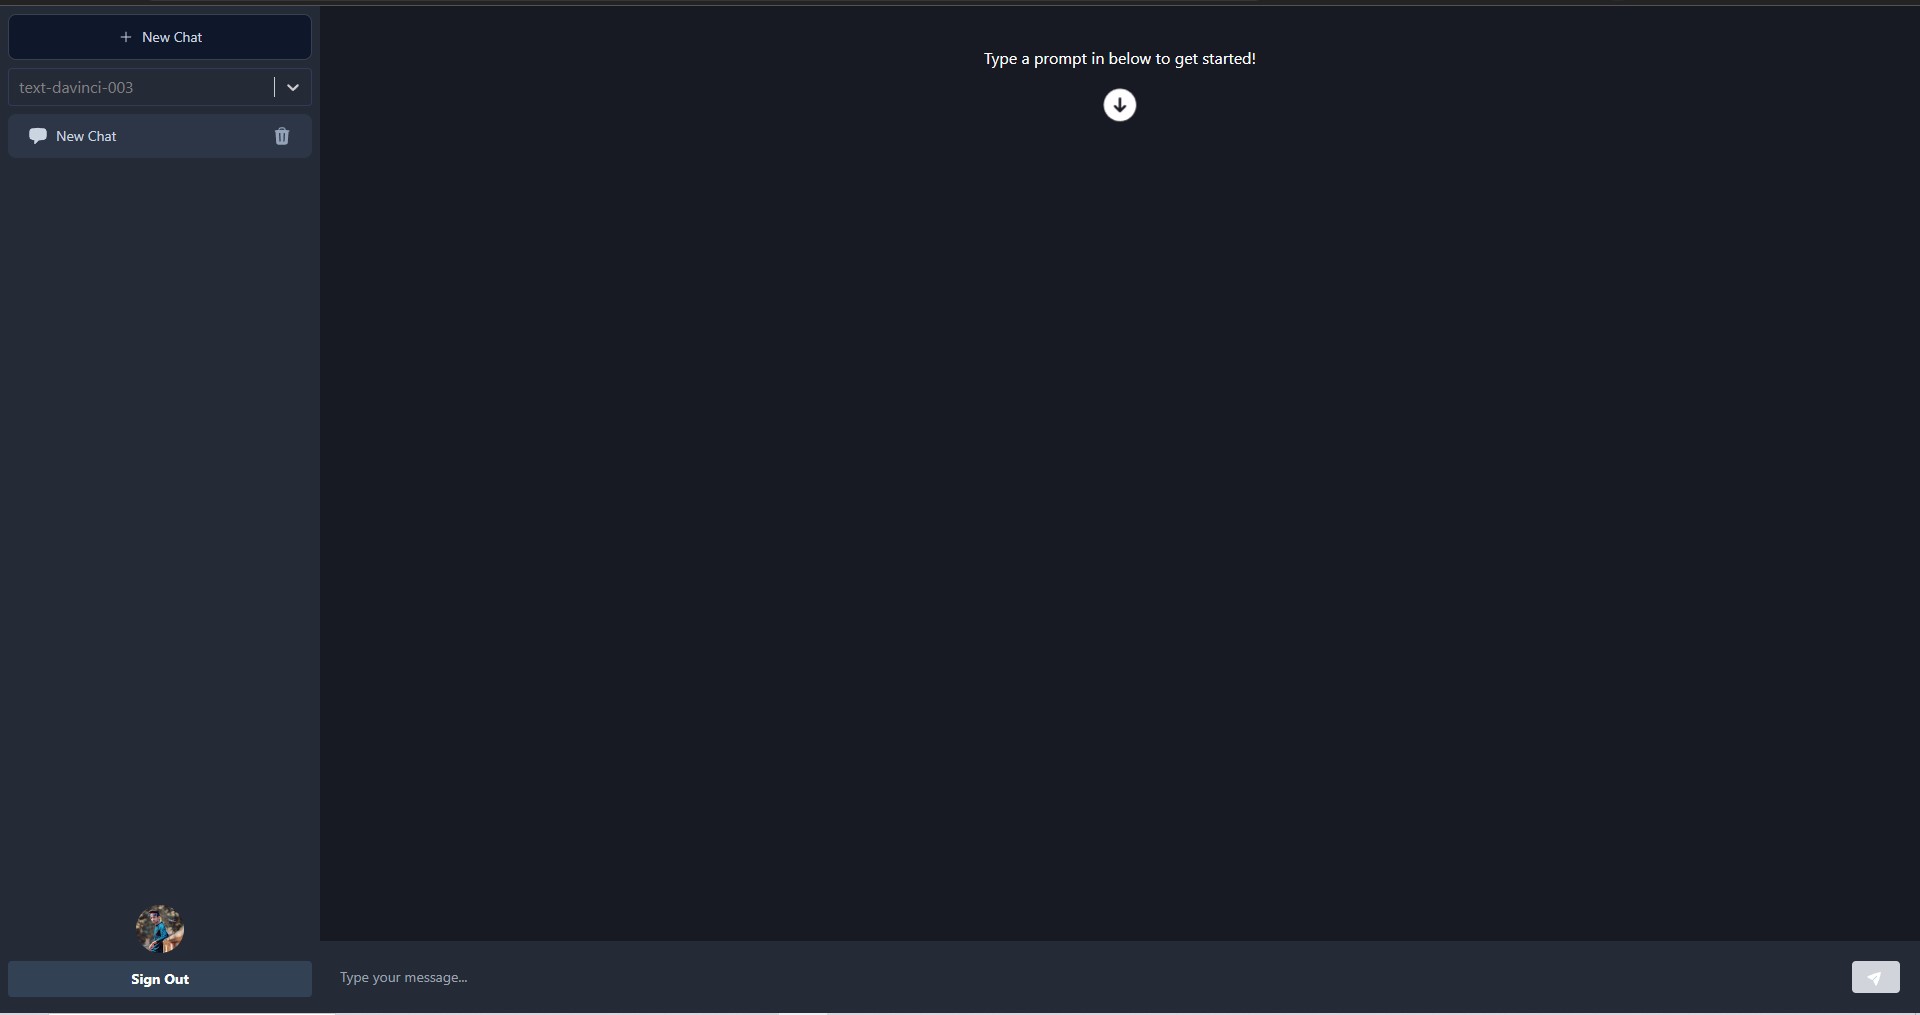 New Chat
text-davinci-003
New Chat
Sign Out
Type a prompt in below to get started!
Type your message...